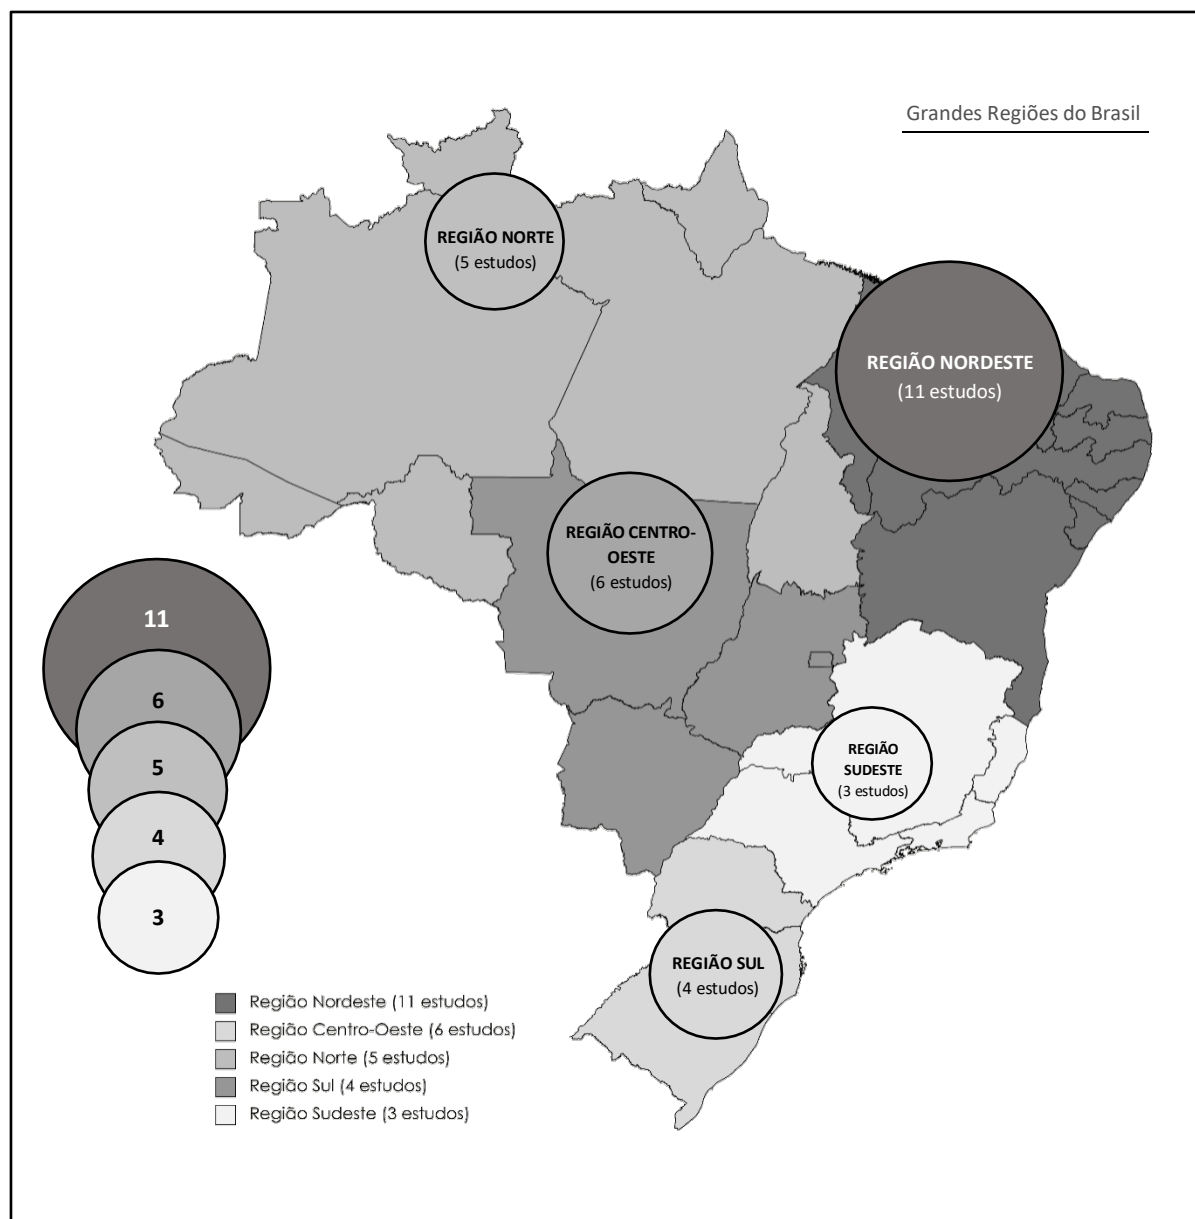 Grandes Regiões do Brasil
REGIÃO NORTE
(5 estudos)
REGIÃO NORDESTE
(11 estudos)
REGIÃO CENTRO-
OESTE
(6 estudos)
11
6
5
4
3
REGIÃO
SUDESTE
(3 estudos)
REGIÃO SUL
(4 estudos)
Região Nordeste (11 estudos)
Região Centro-Oeste (6 estudos)
Região Norte (5 estudos)
Região Sul (4 estudos)
Região Sudeste (3 estudos)